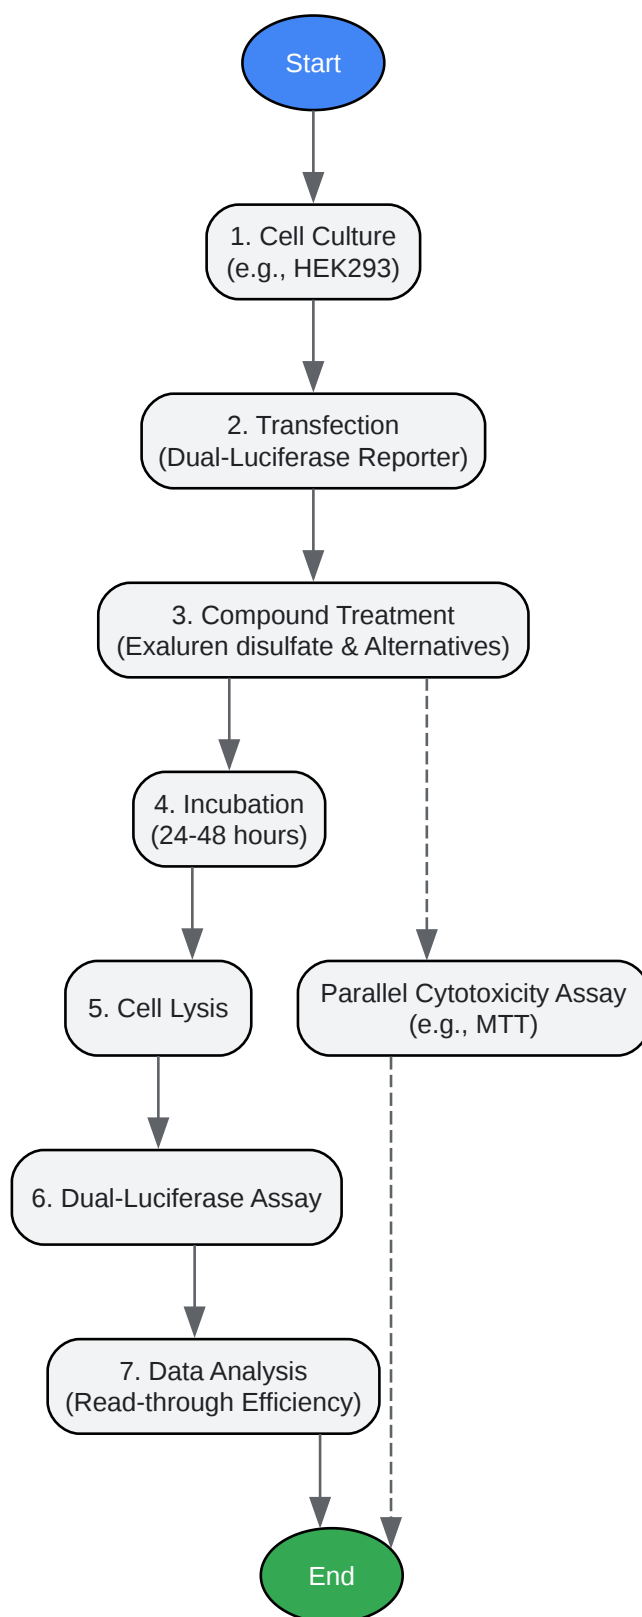 Start
1. Cell Culture
(e.g., HEK293)
2. Transfection
(Dual-Luciferase Reporter)
3. Compound Treatment
(Exaluren disulfate & Alternatives)
4. Incubation
(24-48 hours)
5. Cell Lysis
Parallel Cytotoxicity Assay
(e.g., MTT)
6. Dual-Luciferase Assay
7. Data Analysis
(Read-through Efficiency)
End